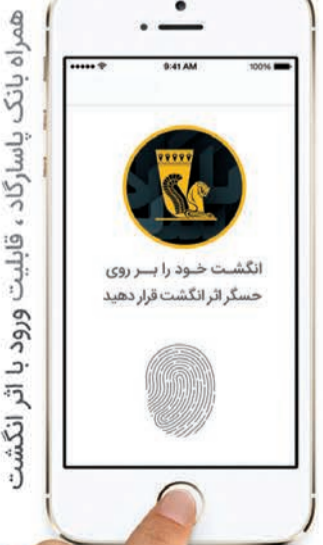 همراه بانک پاسارگاد ، قابلیت ورود با اثر انگشت
9:41 AM
100%
انگشت خود را بــر روی
حسگر اثر انگشت قرار دهید